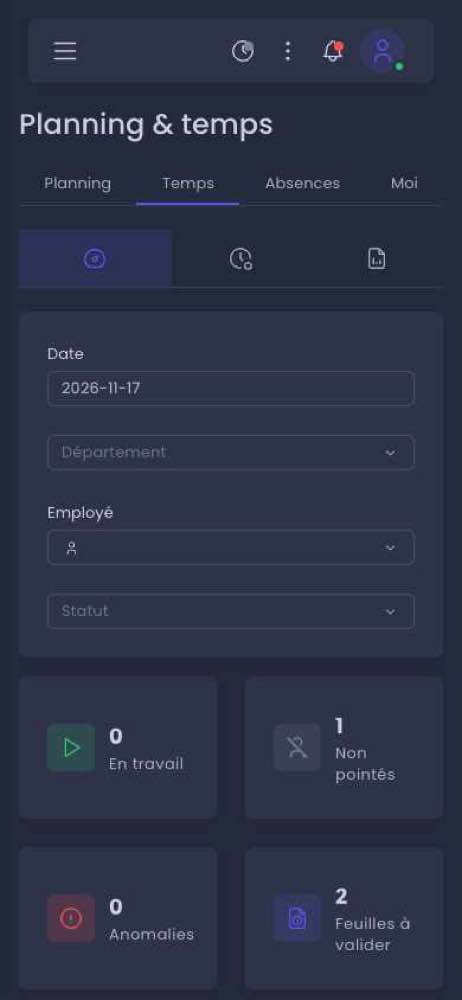 Planning & temps
Planning Temps Absences Moi
Date
2026-11-17
Département
Employé
Statut
0
En travail
1
Non
pointés
0
Anomalies
2
Feuilles à
valider